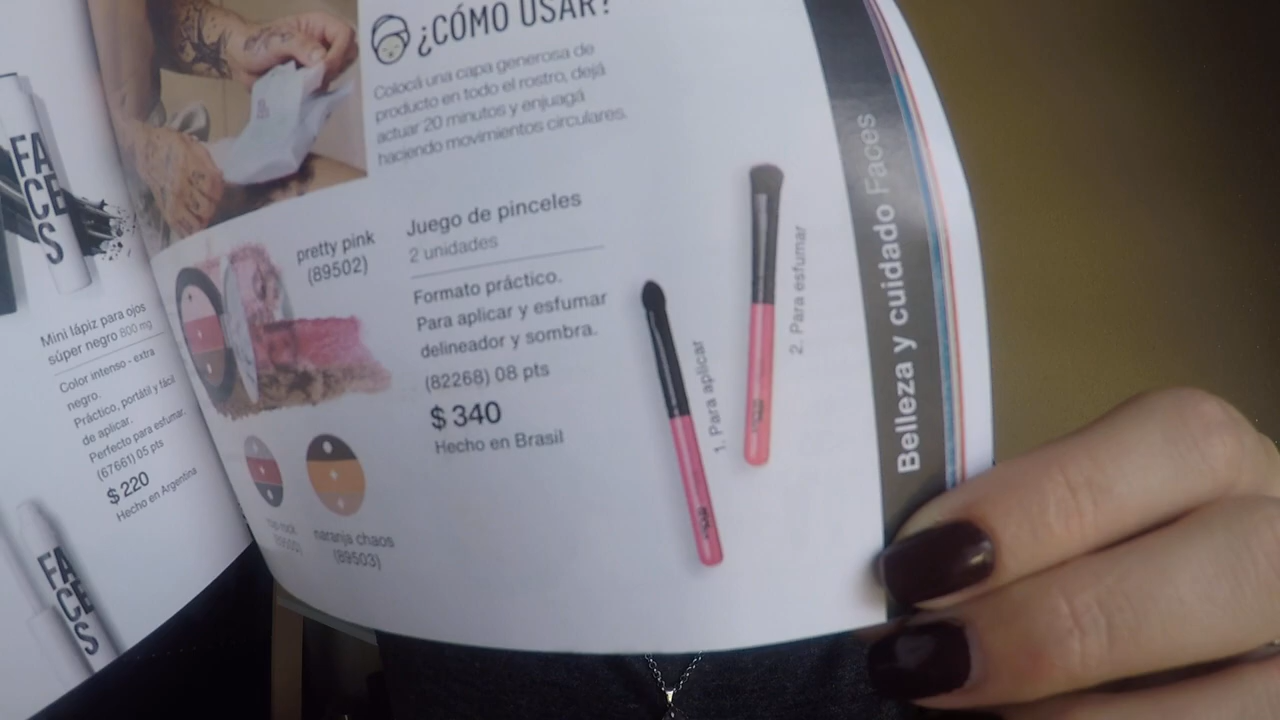 FA
CE
S
Mini lápiz para ojos
súper negro 800 mg
Color intenso - extra
negro.
Práctico, portátil y fácil
de aplicar.
Perfecto para esfumar.
(67661) 05 pts
$ 220
Hecho en Argentina
FA
CE
S
¿CÓMO USAR?
Colocá una capa generosa de
producto en todo el rostro, dejá
actuar 20 minutos y enjuagá
haciendo movimientos circulares.
pretty pink
(89502)
naranja chaos
(89503)
Juego de pinceles
2 unidades
Formato práctico.
Para aplicar y esfumar
delineador y sombra.
(82268) 08 pts
$ 340
Hecho en Brasil
1. Para aplicar
2. Para esfumar
Belleza y cuidado Faces